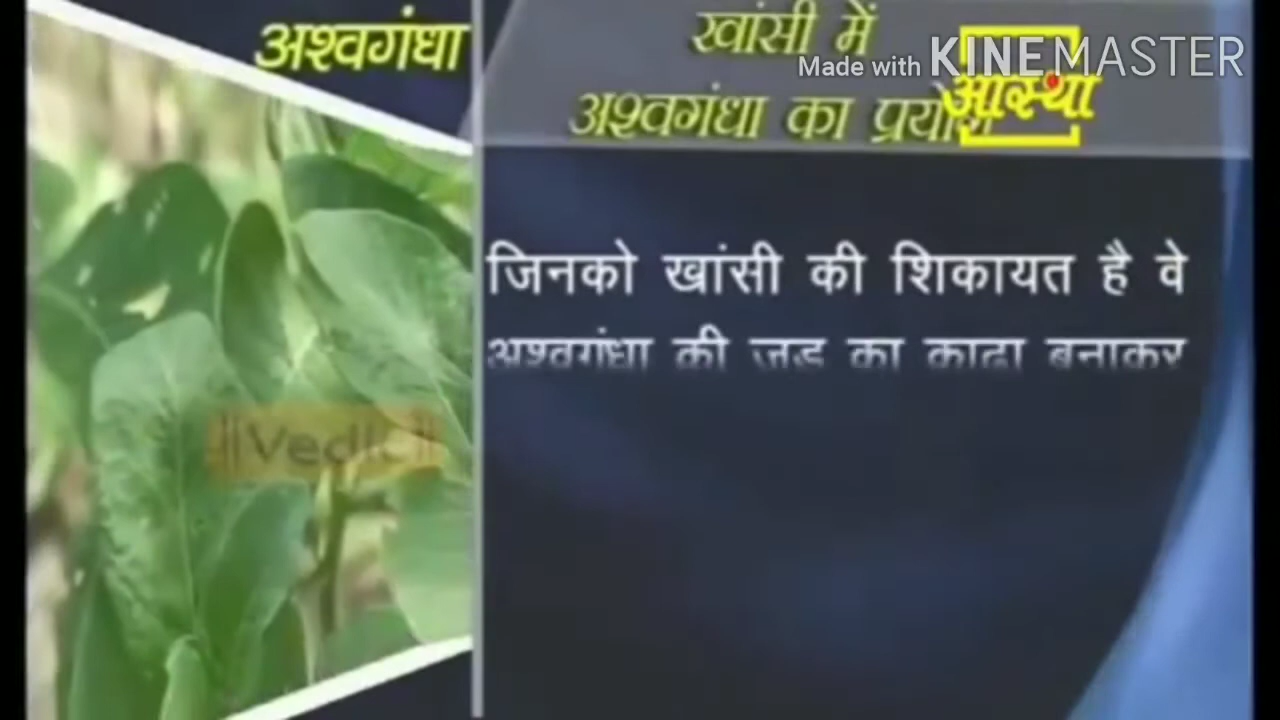 अश्वगंधा
खांसी में
Made with KINEMASTER
अश्वगंधा का प्रयोग
आस्था
जिनको खांसी की शिकायत है वे
अश्वगंधा की जड़ का काढ़ा बनाकर
||Vedic||